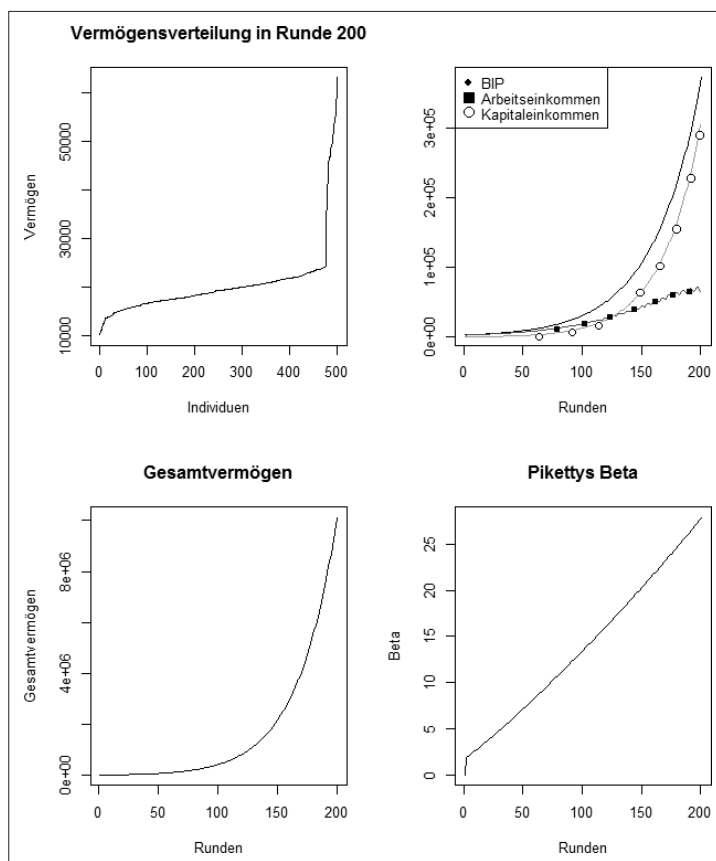 Vermögensverteilung in Runde 200
Vermögen
10000
30000
50000
0
100
200
300
400
500
Individuen
BIP
Arbeitseinkommen
Kapitaleinkommen
0e+00
1e+05
2e+05
3e+05
0
50
100
150
200
Runden
Gesamtvermögen
Gesamtvermögen
0e+00
4e+06
8e+06
0
50
100
150
200
Runden
Pikettys Beta
Beta
0
5
10
15
20
25
0
50
100
150
200
Runden